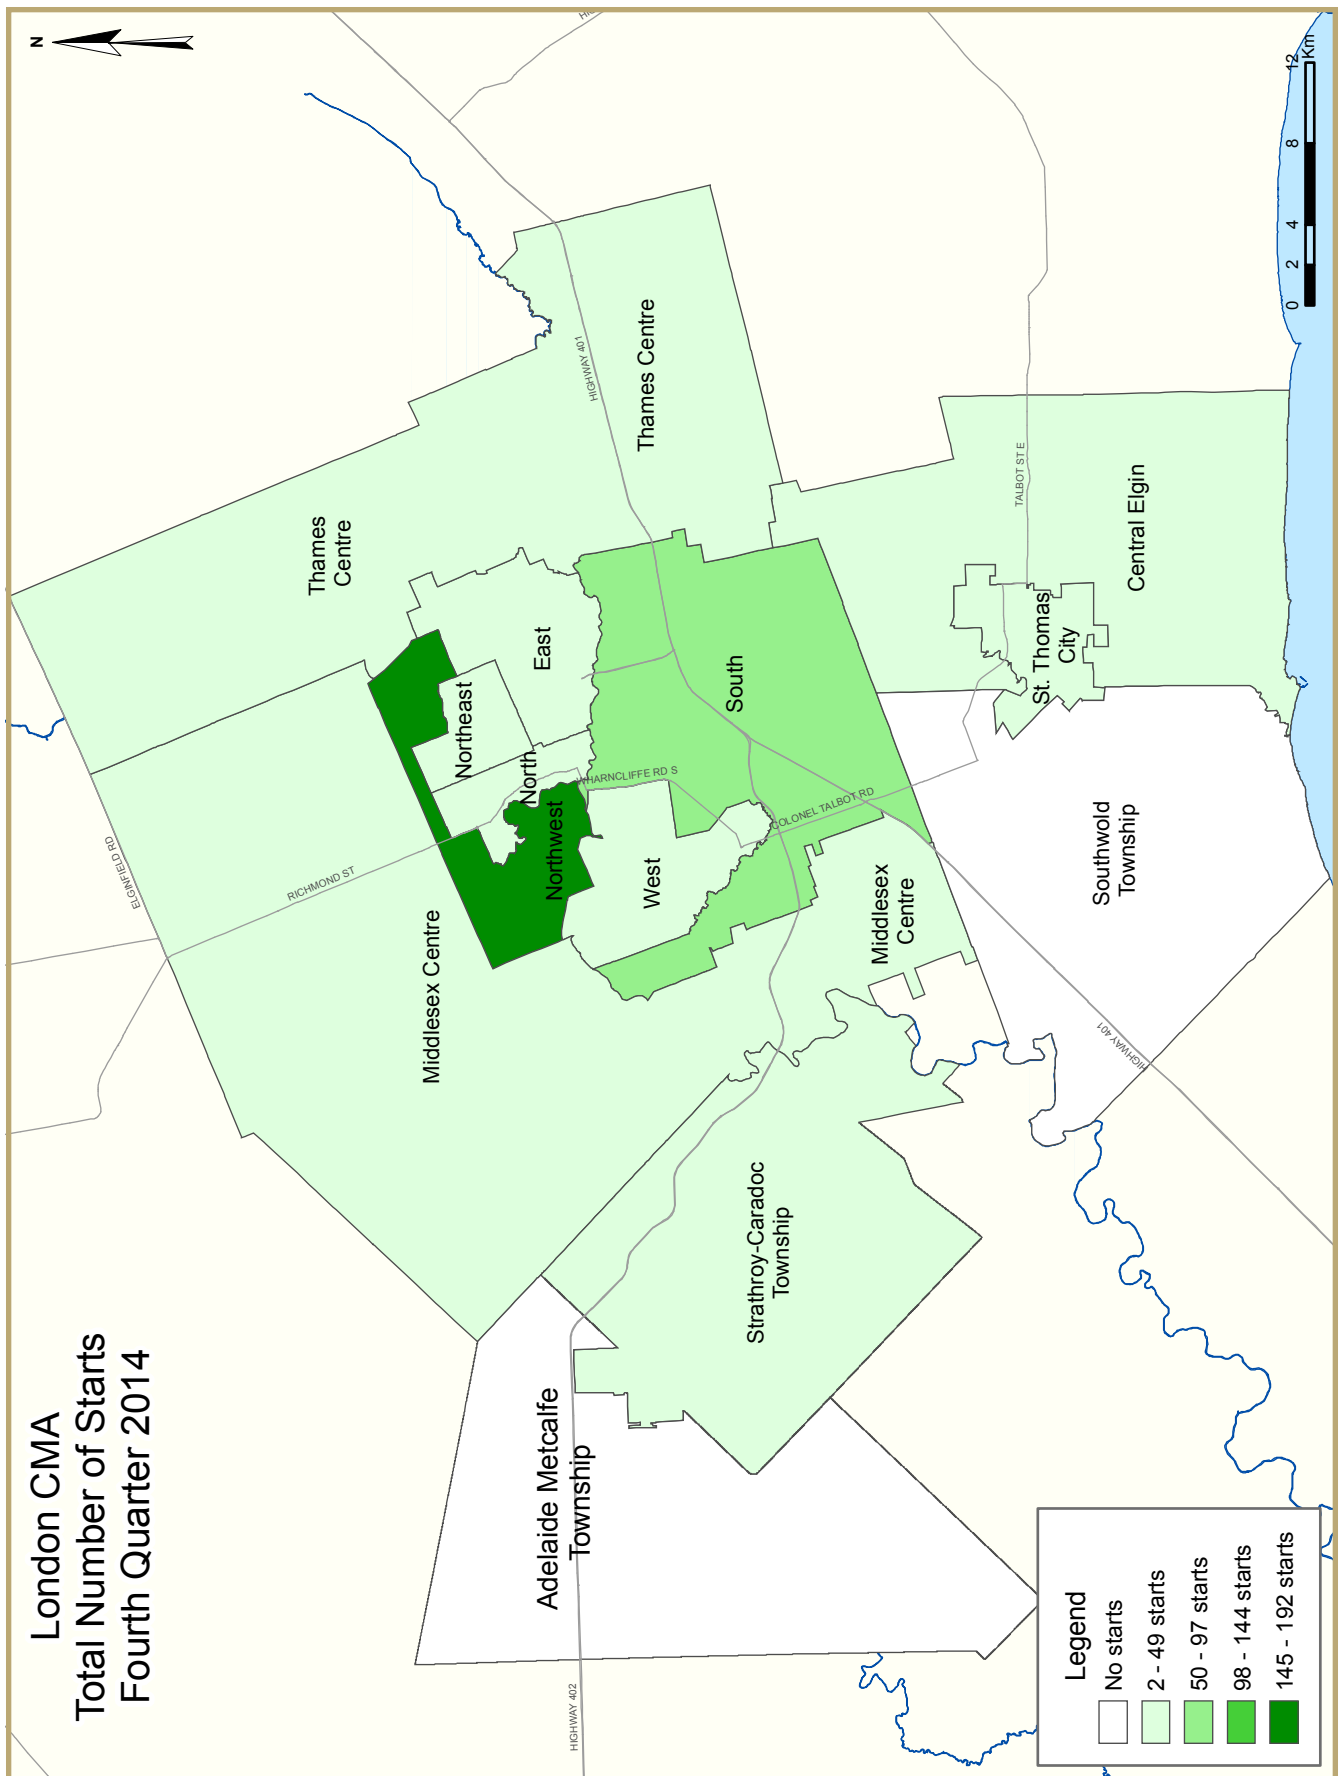 London CMA
Total Number of Starts
Fourth Quarter 2014
N
ELGINFIELD RD
RICHMOND ST
Thames
Centre
Middlesex Centre
Northeast
East
North
Northwest
WHARNCLIFFE RD S
West
South
HIGHWAY 401
Thames Centre
COLONEL TALBOT RD
Middlesex
Centre
Adelaide Metcalfe
Township
HIGHWAY 402
Strathroy-Caradoc
Township
TALBOT ST E
St. Thomas
City
Central Elgin
Southwold
Township
HIGHWAY 401
Legend
No starts
2 - 49 starts
50 - 97 starts
98 - 144 starts
145 - 192 starts
0 2 4 8 12
Km